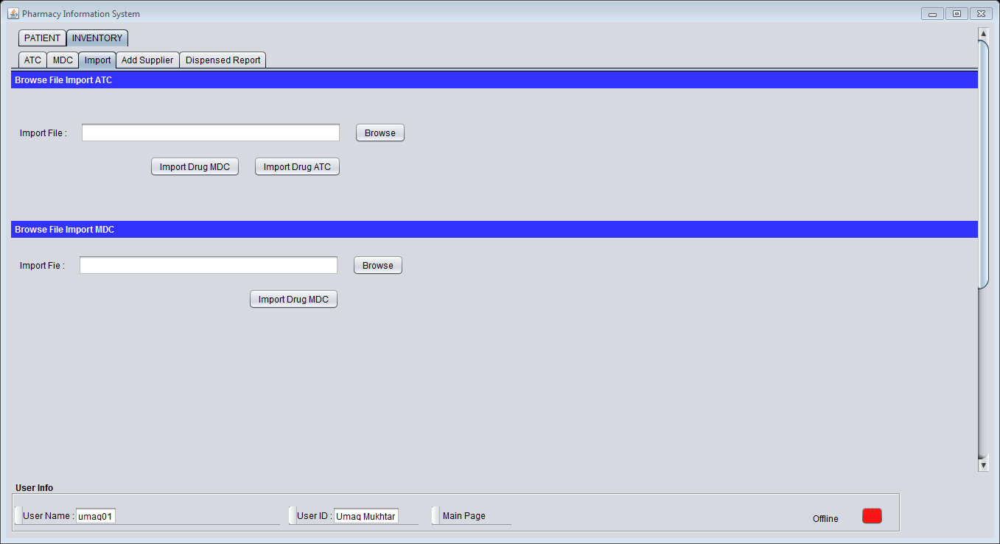 Pharmacy Information System
PATIENT INVENTORY
ATC MDC Import Add Supplier Dispensed Report
Browse File Import ATC
Import File : Browse
Import Drug MDC Import Drug ATC
Browse File Import MDC
Import Fie : Browse
Import Drug MDC
User Info
User Name : umaq01 User ID : Umaq Mukhtar Main Page Offline